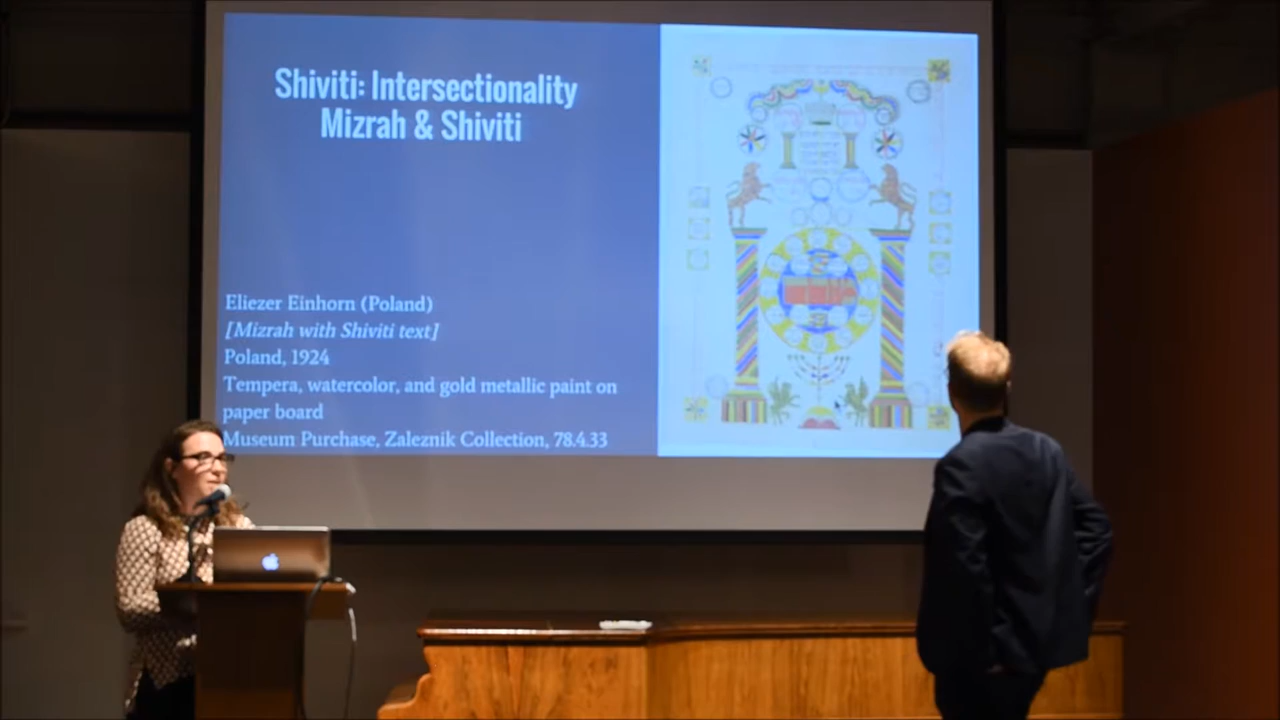 Shiviti: Intersectionality
Mizrah & Shiviti
Eliezer Einhorn (Poland)
[Mizrah with Shiviti text]
Poland, 1924
Tempera, watercolor, and gold metallic paint on
paper board
Museum Purchase, Zaleznik Collection, 78.4.33